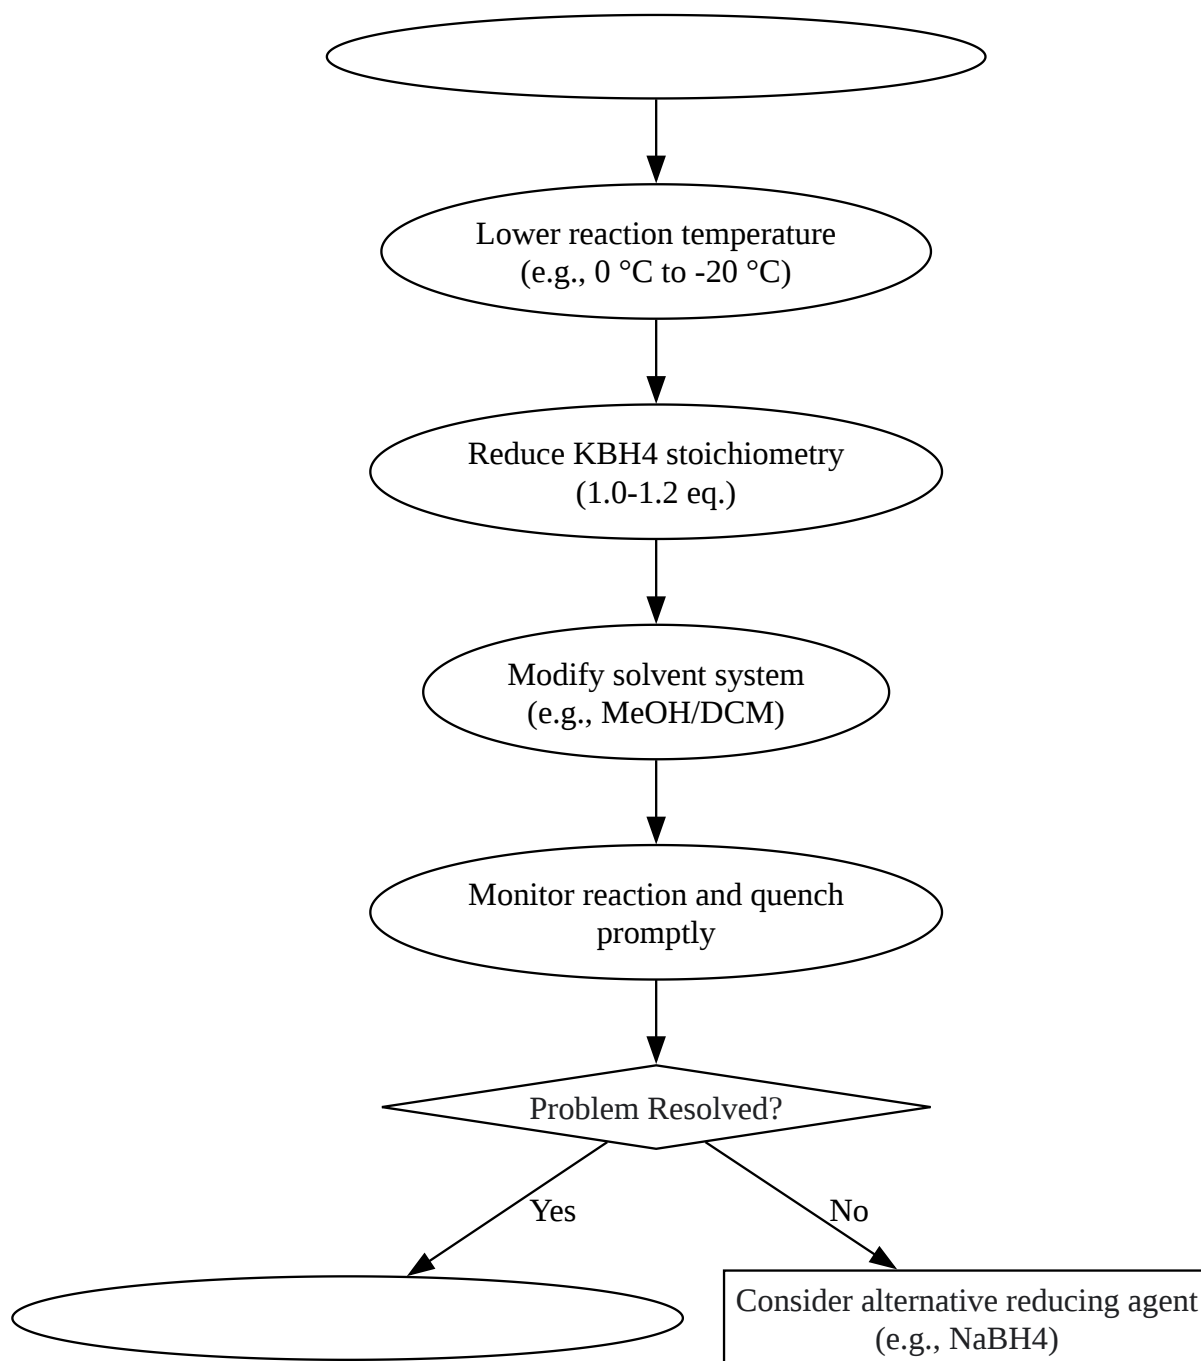 Lower reaction temperature
(e.g., 0 °C to -20 °C)
Reduce KBH4 stoichiometry
(1.0-1.2 eq.)
Modify solvent system
(e.g., MeOH/DCM)
Monitor reaction and quench
promptly
Problem Resolved?
Yes
No
Consider alternative reducing agent
(e.g., NaBH4)